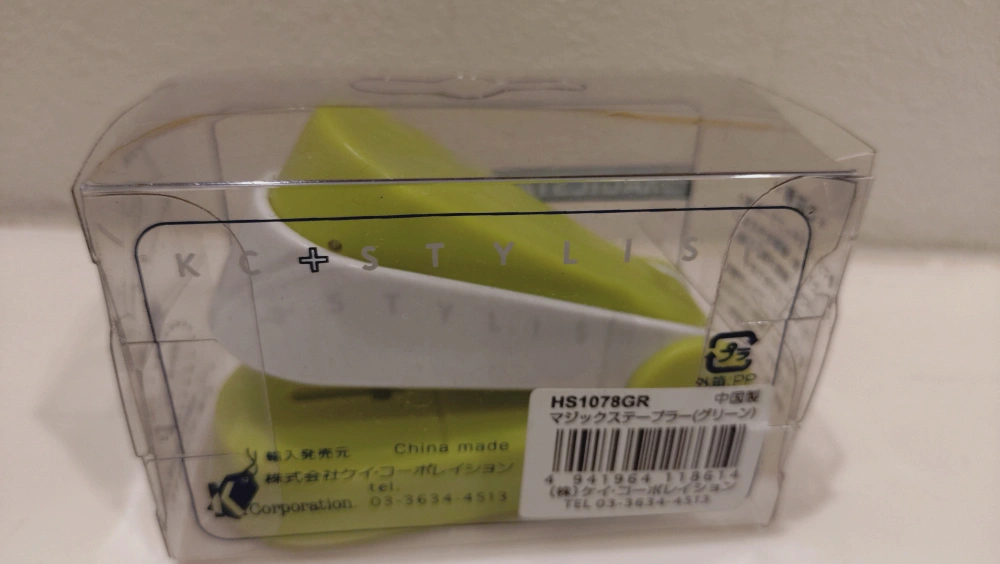 KC+STYLIS
プラ
外箱:PP
HS1078GR 中国製
マジックステープラー(グリーン)
4 941964 118614
(株)ケイ・コーポレイション
TEL 03-3634-4513
輸入発売元 China made
株式会社ケイ・コーポレイション
tel.
K Corporation 03-3634-4513